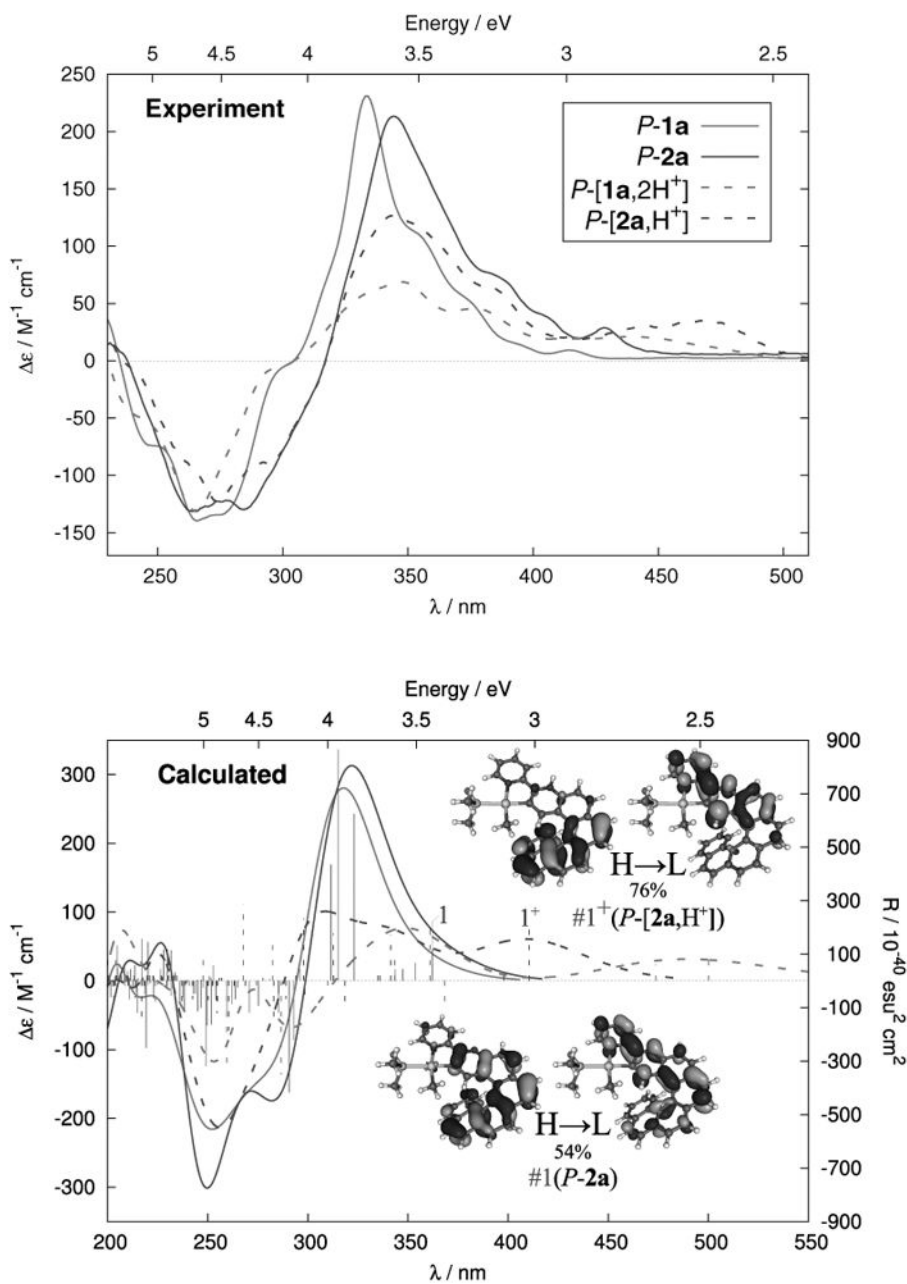 Energy / eV
5 4.5 4 3.5 3 2.5
250
200
150
100
50
0
-50
-100
-150
Δε / M⁻¹ cm⁻¹
Experiment
P-1a
P-2a
P-[1a,2H⁺]
P-[2a,H⁺]
250 300 350 400 450 500
λ / nm
Energy / eV
5 4.5 4 3.5 3 2.5
300
200
100
0
-100
-200
-300
Δε / M⁻¹ cm⁻¹
Calculated
1
1⁺
H→L
76%
#1⁺(P-[2a,H⁺])
H→L
54%
#1(P-2a)
900
700
500
300
100
-100
-300
-500
-700
-900
R / 10⁻⁴⁰ esu² cm²
200 250 300 350 400 450 500 550
λ / nm